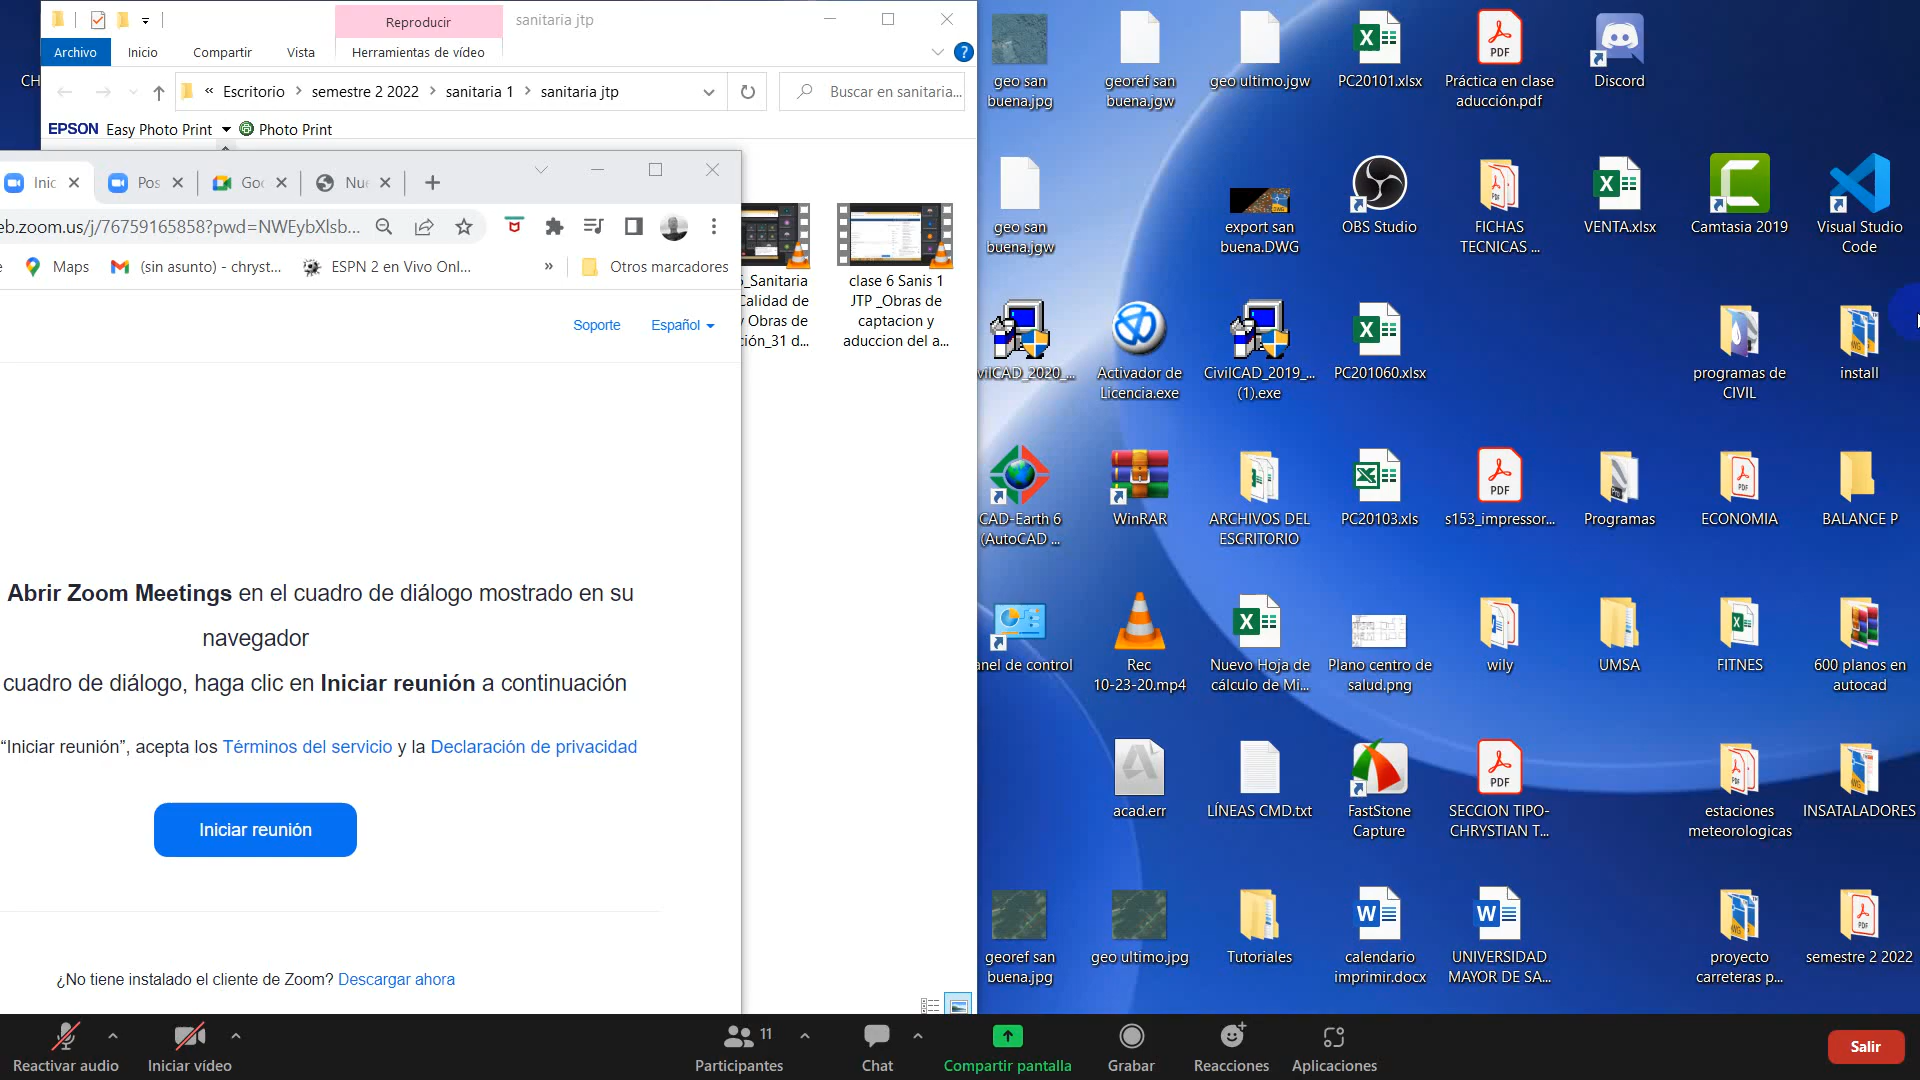 Reproducir
sanitaria jtp
Archivo
Inicio
Compartir
Vista
Herramientas de vídeo
CH
Escritorio
semestre 2 2022
sanitaria 1
sanitaria jtp
Buscar en sanitaria...
EPSON Easy Photo Print
Photo Print
Inic
Pos
Goo
Nue
eb.zoom.us/j/76759165858?pwd=NWEybXlsb...
Maps
(sin asunto) - chryst...
ESPN 2 en Vivo Onl...
»
Otros marcadores
Soporte
Español
Abrir Zoom Meetings en el cuadro de diálogo mostrado en su
navegador
cuadro de diálogo, haga clic en Iniciar reunión a continuación
“Iniciar reunión”, acepta los Términos del servicio y la Declaración de privacidad
Iniciar reunión
¿No tiene instalado el cliente de Zoom? Descargar ahora
_Sanitaria
Calidad de
y Obras de
ción_31 d...
clase 6 Sanis 1
JTP _Obras de
captacion y
aduccion del a...
geo san
buena.jpg
georef san
buena.jgw
geo ultimo.jgw
PC20101.xlsx
Práctica en clase
aducción.pdf
Discord
geo san
buena.jgw
export san
buena.DWG
OBS Studio
FICHAS
TECNICAS ...
VENTA.xlsx
Camtasia 2019
Visual Studio
Code
vilCAD_2020_...
Activador de
Licencia.exe
CivilCAD_2019_...
(1).exe
PC201060.xlsx
programas de
CIVIL
install
CAD-Earth 6
(AutoCAD ...
WinRAR
ARCHIVOS DEL
ESCRITORIO
PC20103.xls
s153_impressor...
Programas
ECONOMIA
BALANCE P
anel de control
Rec
10-23-20.mp4
Nuevo Hoja de
cálculo de Mi...
Plano centro de
salud.png
wily
UMSA
FITNES
600 planos en
autocad
acad.err
LÍNEAS CMD.txt
FastStone
Capture
SECCION TIPO-
CHRYSTIAN T...
estaciones
meteorologicas
INSATALADORES
georef san
buena.jpg
geo ultimo.jpg
Tutoriales
calendario
imprimir.docx
UNIVERSIDAD
MAYOR DE SA...
proyecto
carreteras p...
semestre 2 2022
Reactivar audio
Iniciar vídeo
11
Participantes
Chat
Compartir pantalla
Grabar
Reacciones
Aplicaciones
Salir